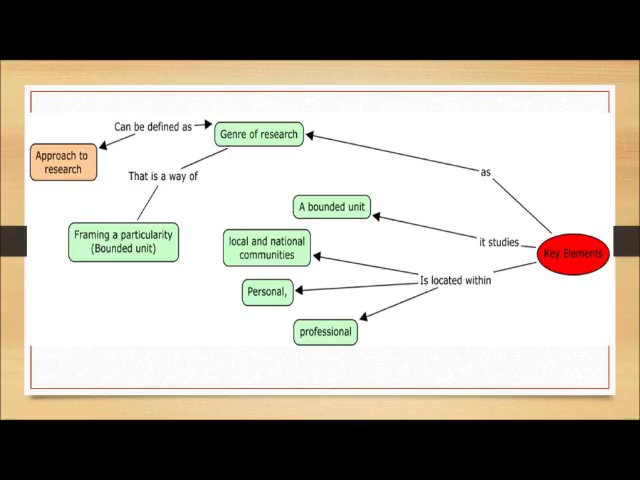 Can be defined as
Genre of research
Approach to
research
That is a way of
as
A bounded unit
Framing a particularity
(Bounded unit)
local and national
communities
it studies
Key Elements
Is located within
Personal,
professional